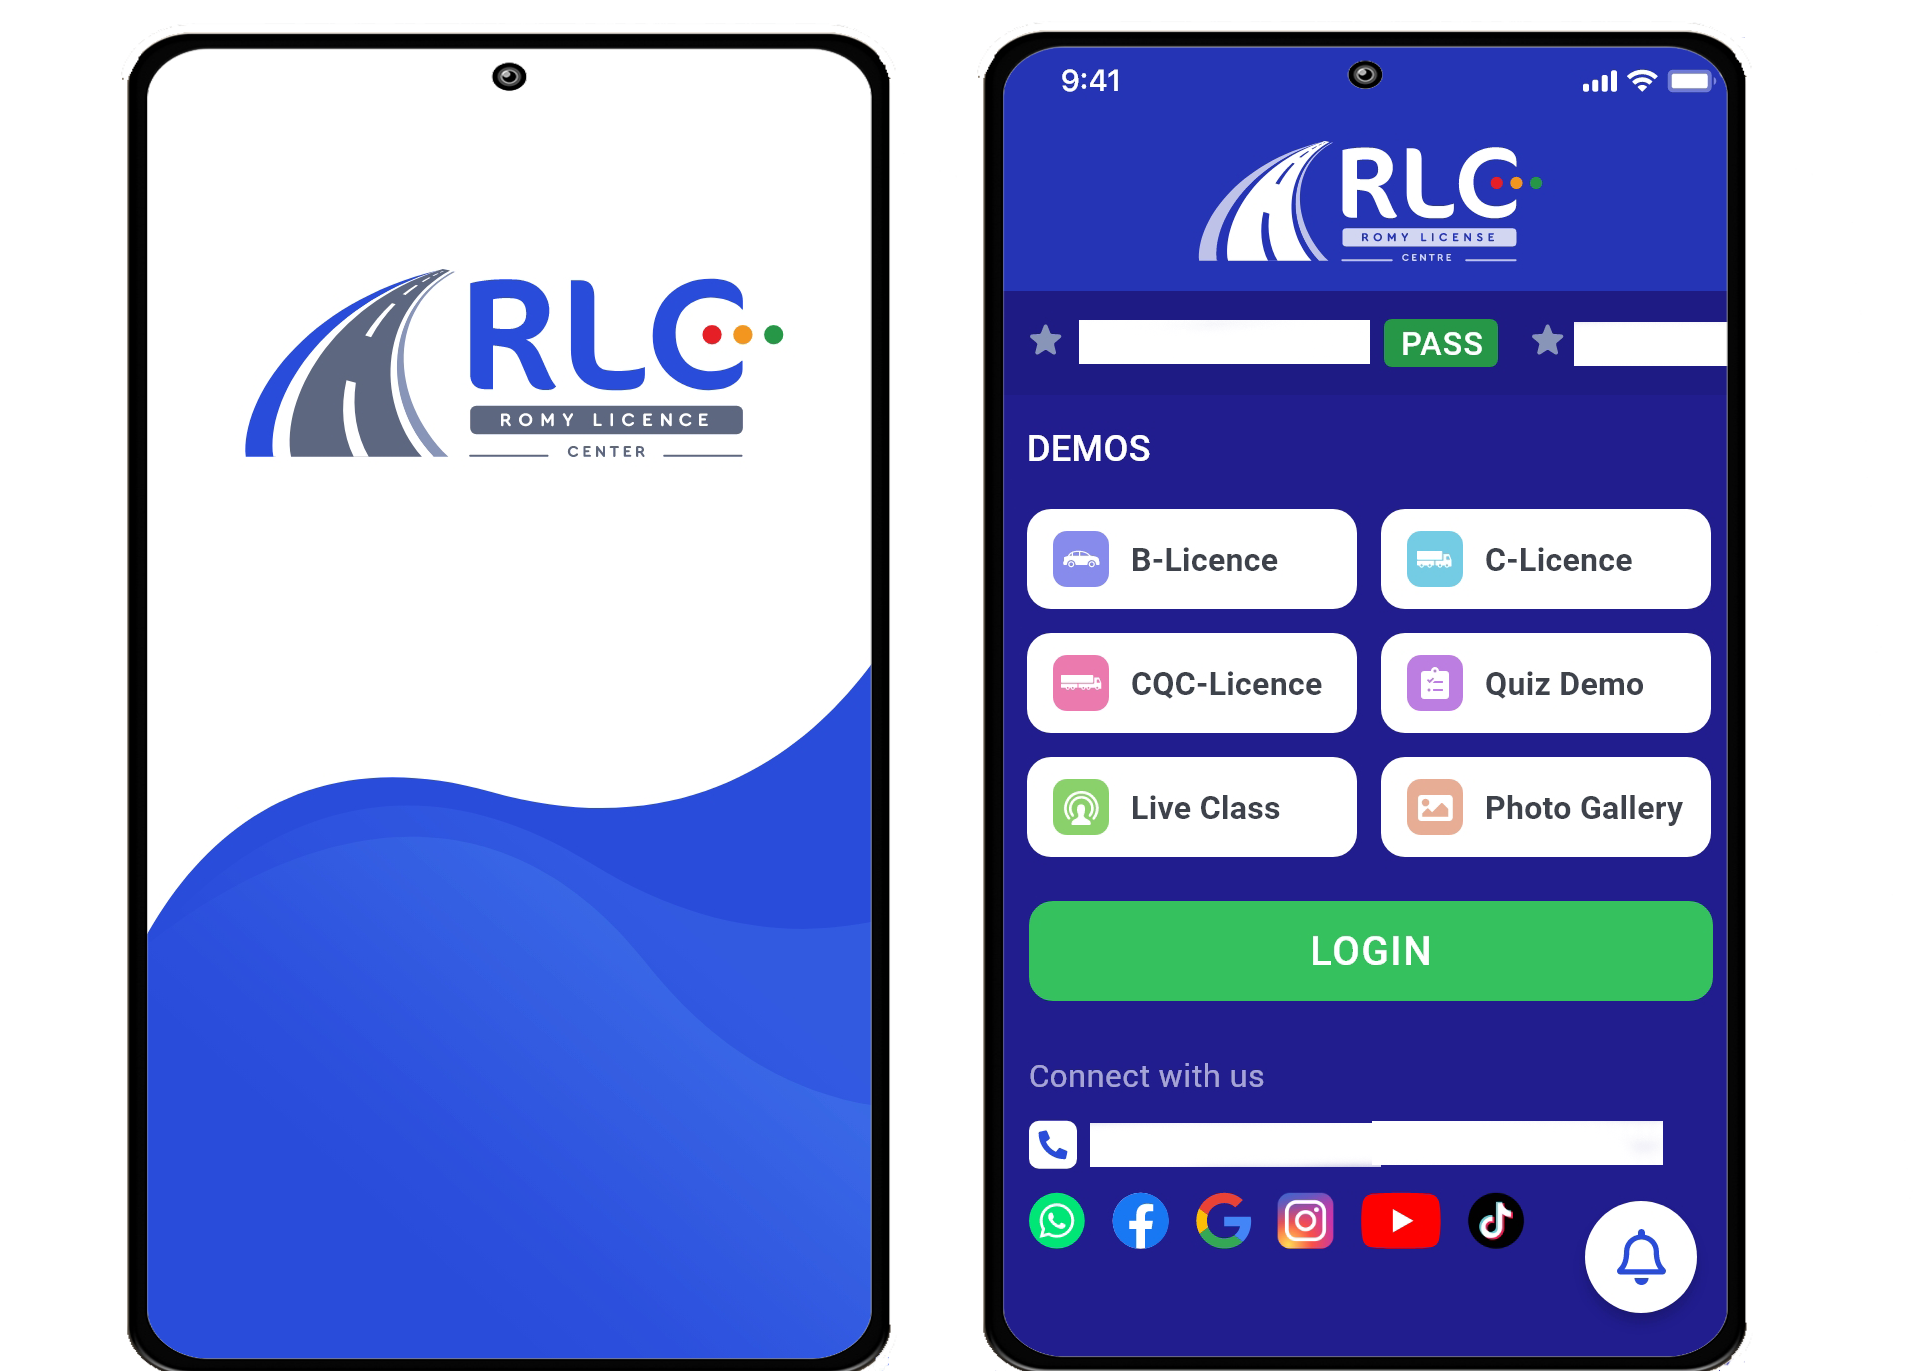 RLC
ROMY LICENCE
CENTER
9:41
RLC
ROMY LICENSE
CENTRE
PASS
DEMOS
B-Licence
C-Licence
CQC-Licence
Quiz Demo
Live Class
Photo Gallery
LOGIN
Connect with us